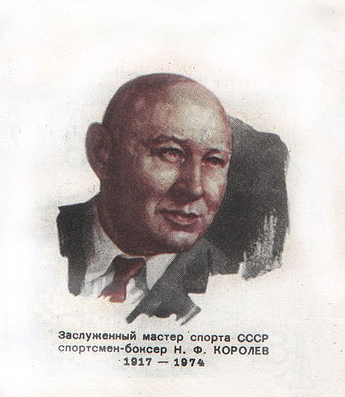 Заслуженный мастер спорта СССР
спортсмен-боксер Н. Ф. КОРОЛЕВ
1917 — 1974